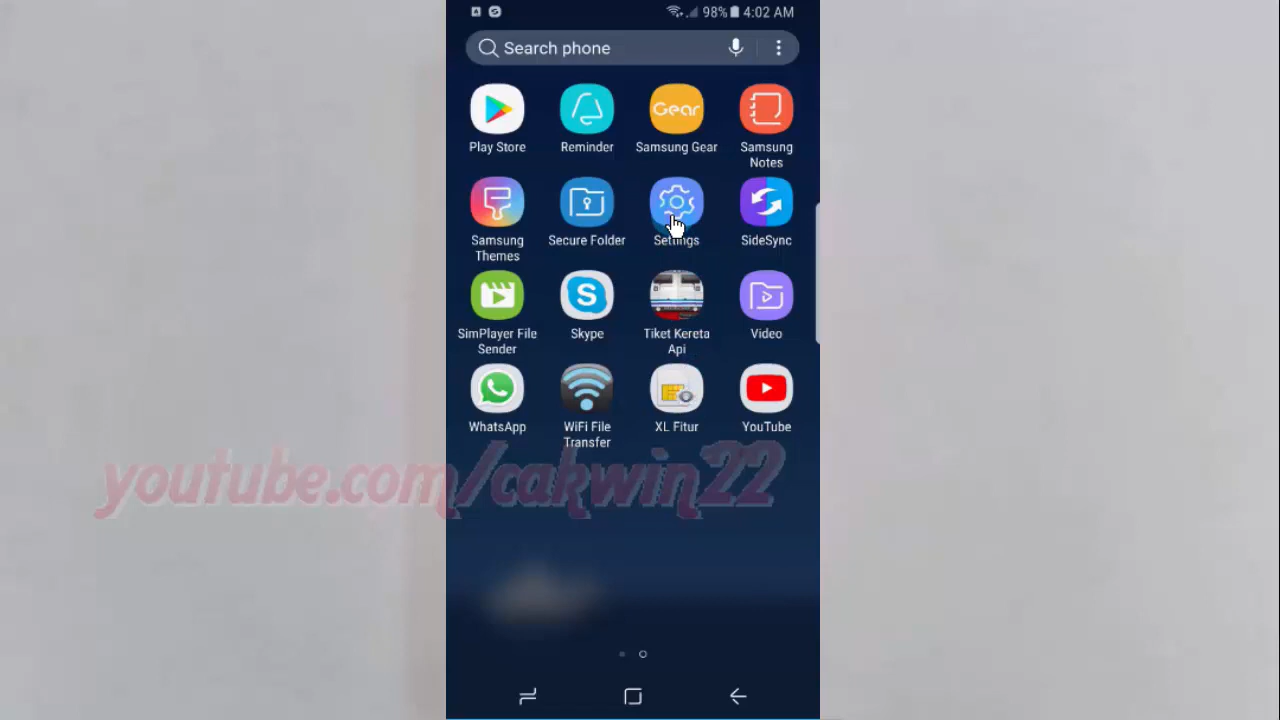 98% 4:02 AM
Search phone
Gear
Play Store Reminder Samsung Gear Samsung Notes
Samsung Themes Secure Folder Settings SideSync
SimPlayer File Sender Skype Tiket Kereta Api Video
WhatsApp WiFi File Transfer XL Fitur YouTube
youtube.com/cakwin22